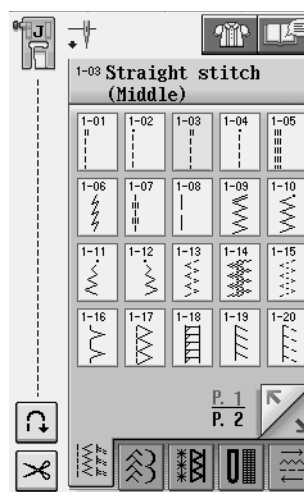 J
1-03 Straight stitch
(Middle)
1-01 1-02 1-03 1-04 1-05
1-06 1-07 1-08 1-09 1-10
1-11 1-12 1-13 1-14 1-15
1-16 1-17 1-18 1-19 1-20
P. 1
P. 2